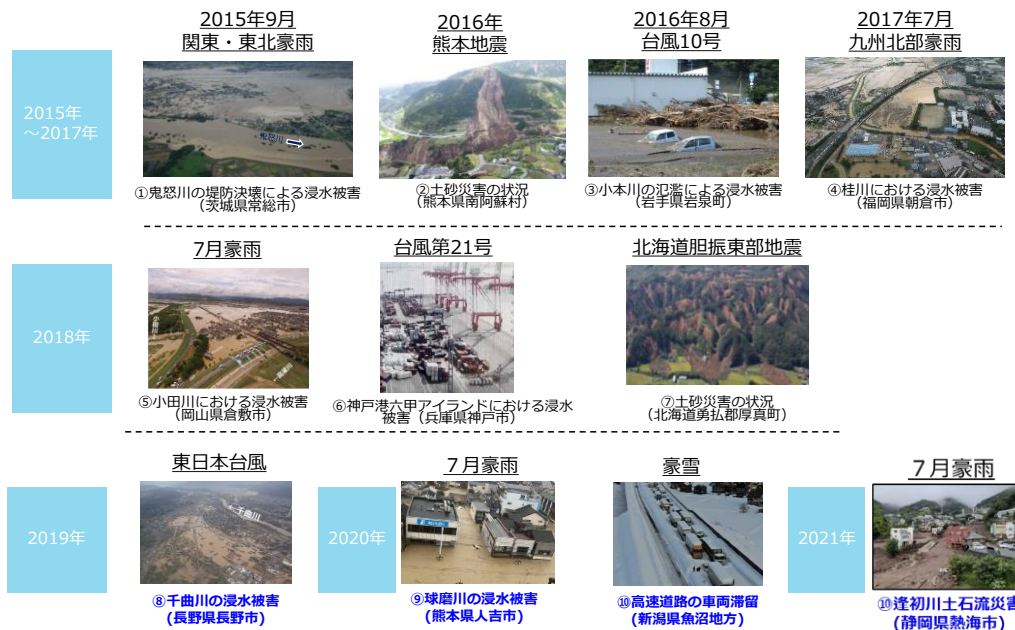 2015年9月
関東・東北豪雨
2016年
熊本地震
2016年8月
台風10号
2017年7月
九州北部豪雨
2015年
～2017年
鬼怒川
①鬼怒川の堤防決壊による浸水被害
（茨城県常総市）
②土砂災害の状況
（熊本県南阿蘇村）
③小本川の氾濫による浸水被害
（岩手県岩泉町）
④桂川における浸水被害
（福岡県朝倉市）
7月豪雨
台風第21号
北海道胆振東部地震
2018年
小田川
⑤小田川における浸水被害
（岡山県倉敷市）
⑥神戸港六甲アイランドにおける浸水
被害（兵庫県神戸市）
⑦土砂災害の状況
（北海道勇払郡厚真町）
東日本台風
７月豪雨
豪雪
７月豪雨
2019年
千曲川
2020年
2021年
⑧千曲川の浸水被害
(長野県長野市)
⑨球磨川の浸水被害
(熊本県人吉市)
⑩高速道路の車両滞留
(新潟県魚沼地方)
⑩逢初川土石流災害
(静岡県熱海市)